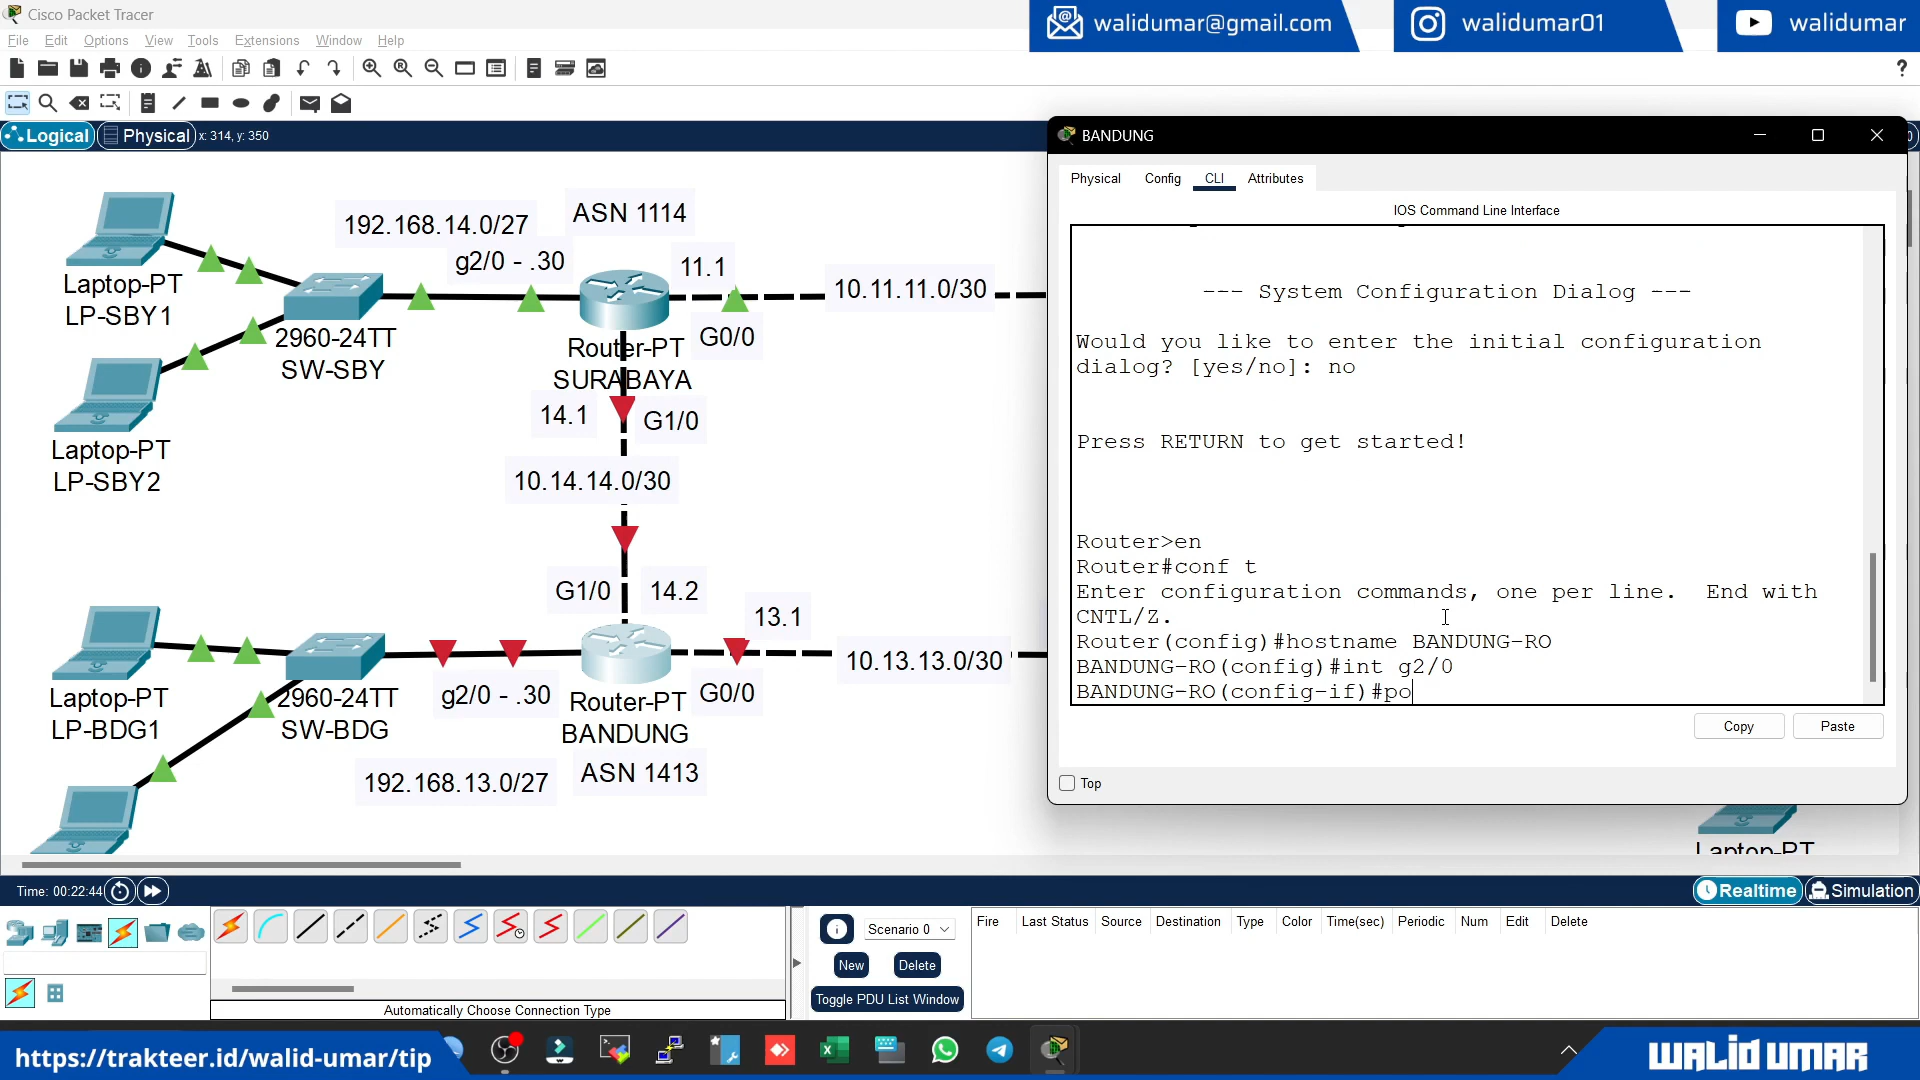 Cisco Packet Tracer
walidumar@gmail.com
walidumar01
walidumar
File Edit Options View Tools Extensions Window Help
?
Logical Physical x: 314, y: 350
192.168.14.0/27
ASN 1114
g2/0 - .30
11.1
10.11.11.0/30
Laptop-PT
LP-SBY1
2960-24TT
SW-SBY
Router-PT
SURABAYA
G0/0
14.1
G1/0
Laptop-PT
LP-SBY2
10.14.14.0/30
G1/0
14.2
13.1
10.13.13.0/30
Laptop-PT
LP-BDG1
2960-24TT
SW-BDG
g2/0 - .30
Router-PT
BANDUNG
G0/0
192.168.13.0/27
ASN 1413
BANDUNG
Physical Config CLI Attributes
IOS Command Line Interface
--- System Configuration Dialog ---
Would you like to enter the initial configuration
dialog? [yes/no]: no
Press RETURN to get started!
Router>en
Router#conf t
Enter configuration commands, one per line. End with
CNTL/Z.
Router(config)#hostname BANDUNG-RO
BANDUNG-RO(config)#int g2/0
BANDUNG-RO(config-if)#po
Copy Paste
Top
Laptop-PT
Time: 00:22:44
Realtime Simulation
Scenario 0
New Delete
Toggle PDU List Window
Fire Last Status Source Destination Type Color Time(sec) Periodic Num Edit Delete
Automatically Choose Connection Type
https://trakteer.id/walid-umar/tip
WALID UMAR